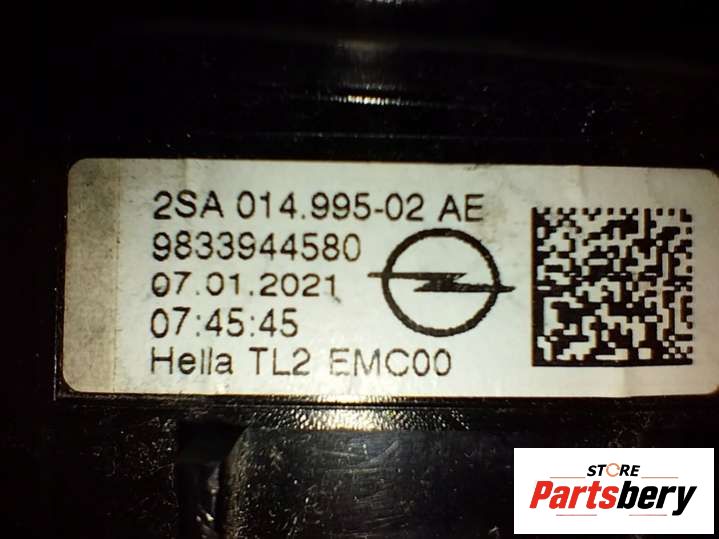 2SA 014.995-02 AE
9833944580
07.01.2021
07:45:45
Hella TL2 EMC00
STORE
Partsbery